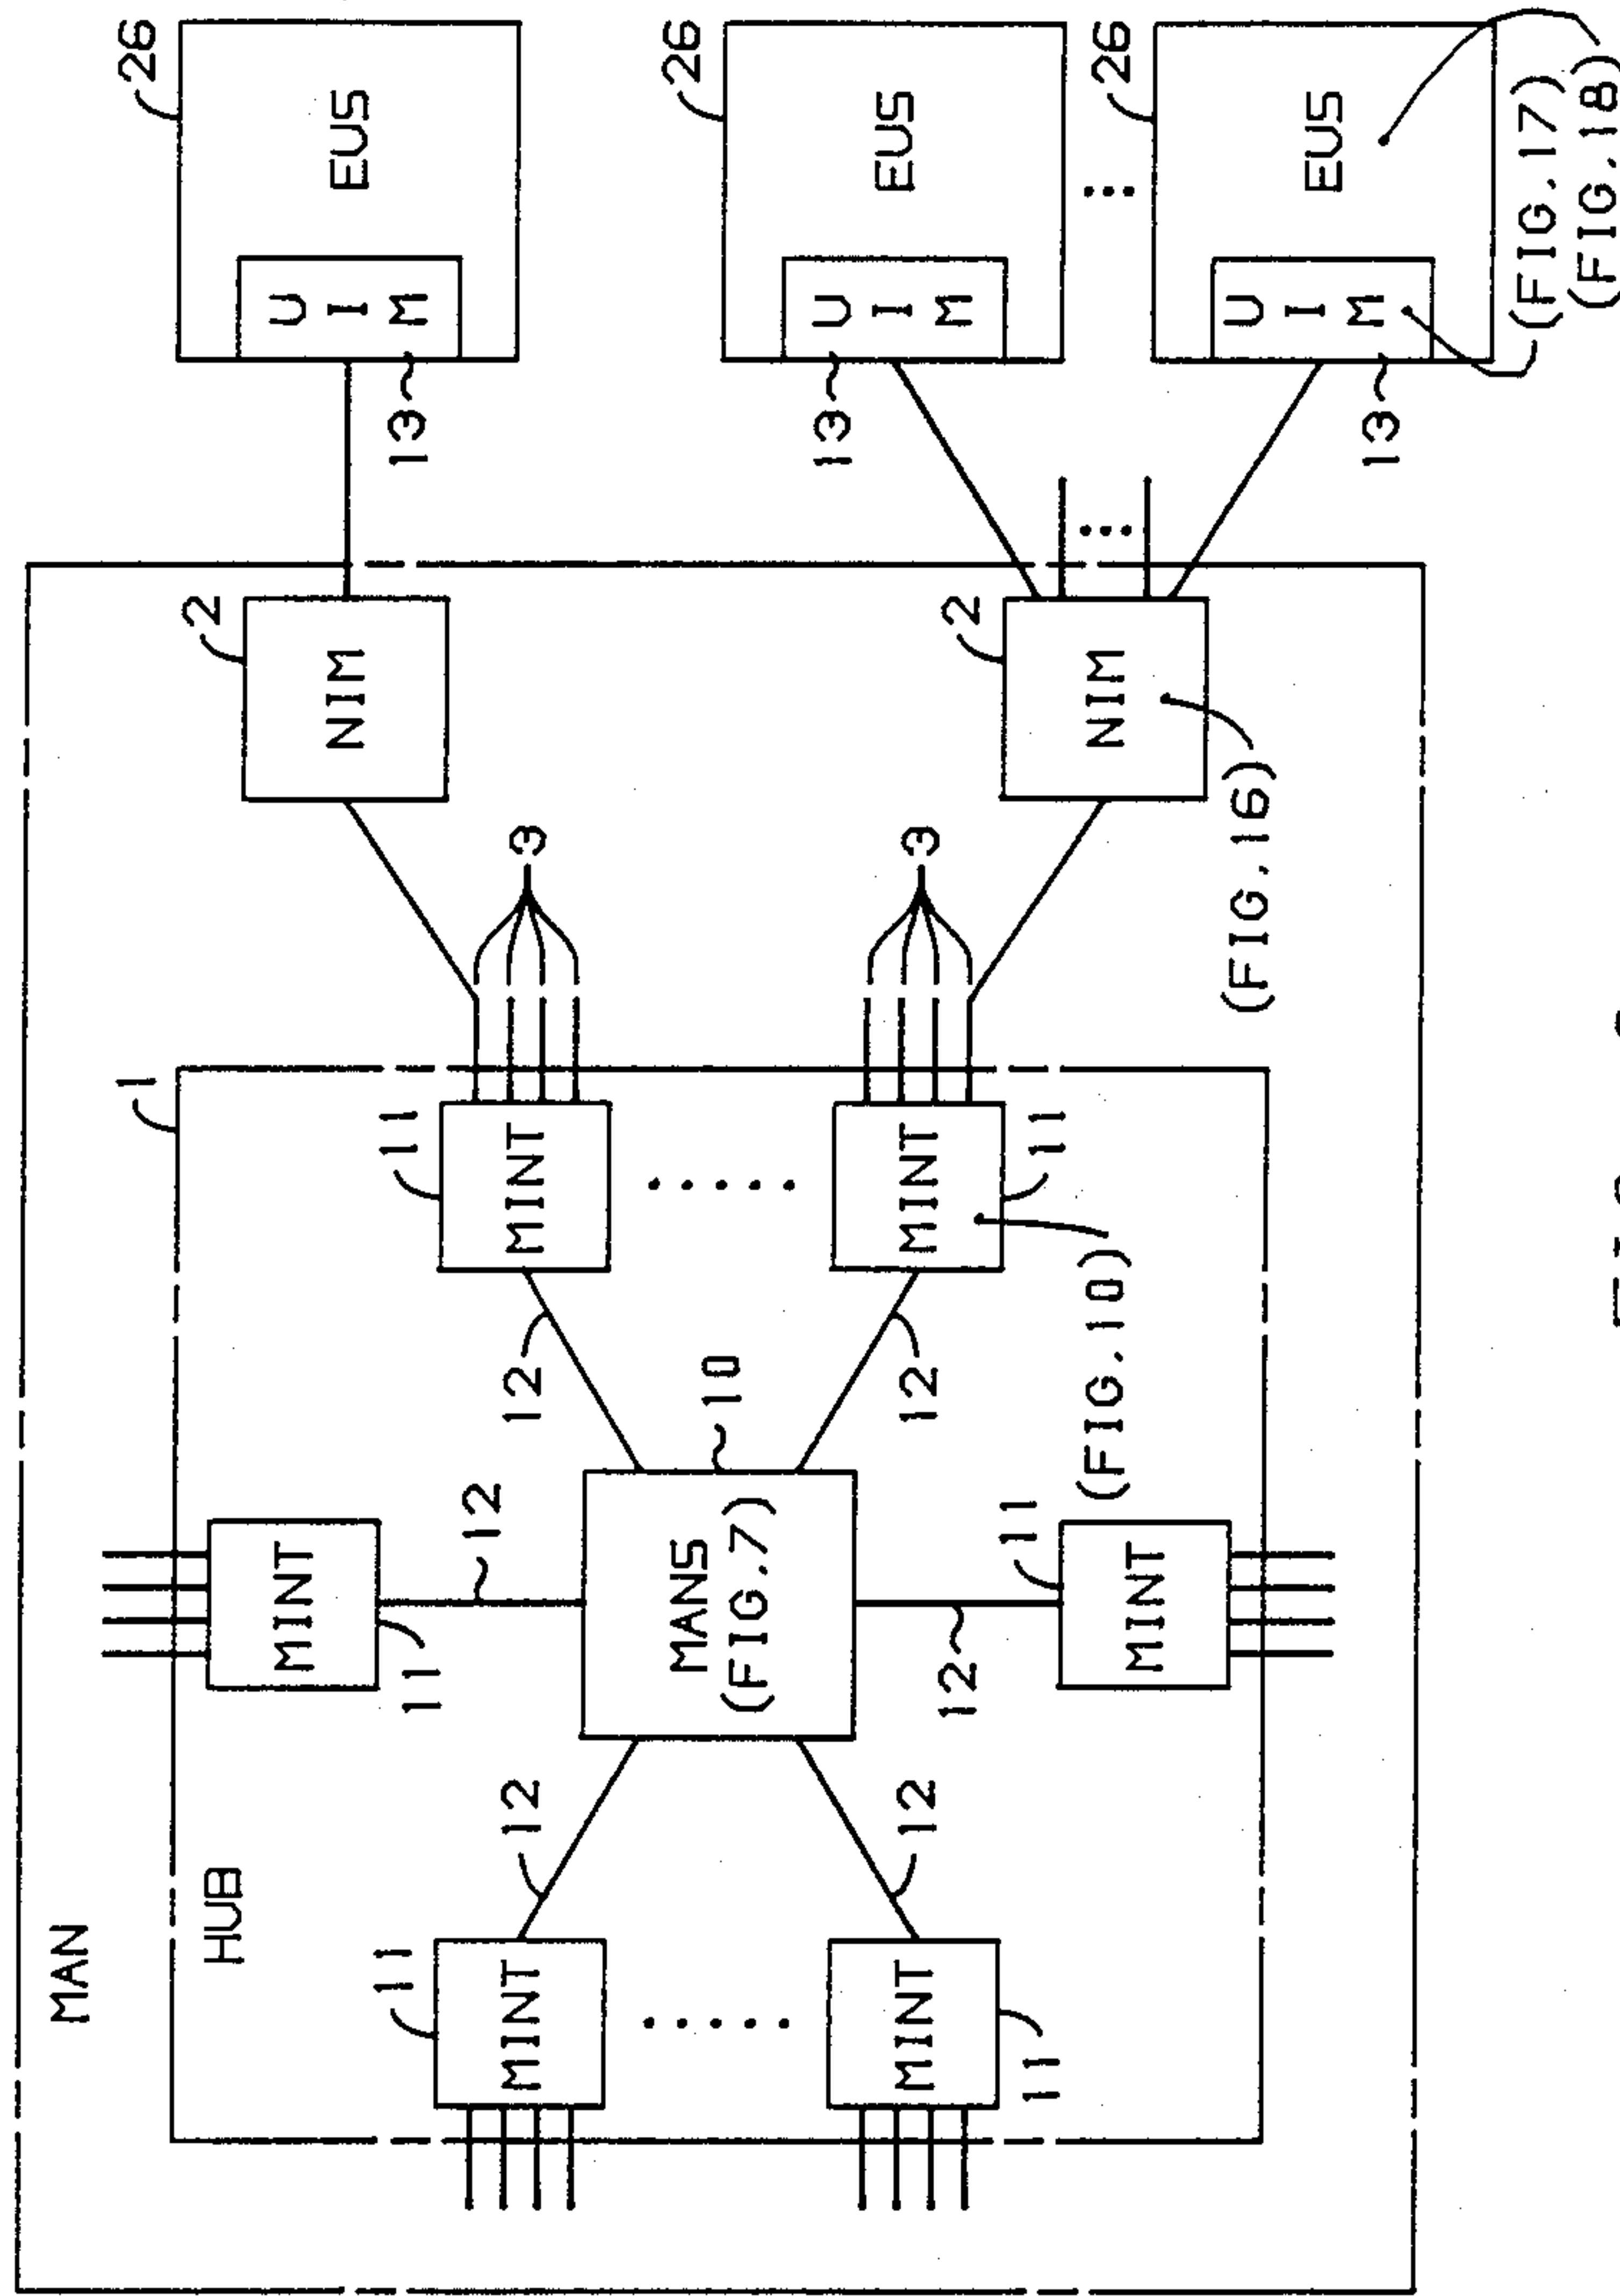 MAN
HUB
1
MINT
11
MINT
11
MINT
11
MINT
11
MINT
11
MINT
11
(FIG.10)
12
12
12
12
12
12
MANS
(FIG.7)
10
3
3
NIM
2
NIM
2
(FIG.16)
EUS
26
UIM
13
EUS
26
UIM
13
EUS
26
UIM
13
(FIG.17)
(FIG.18)